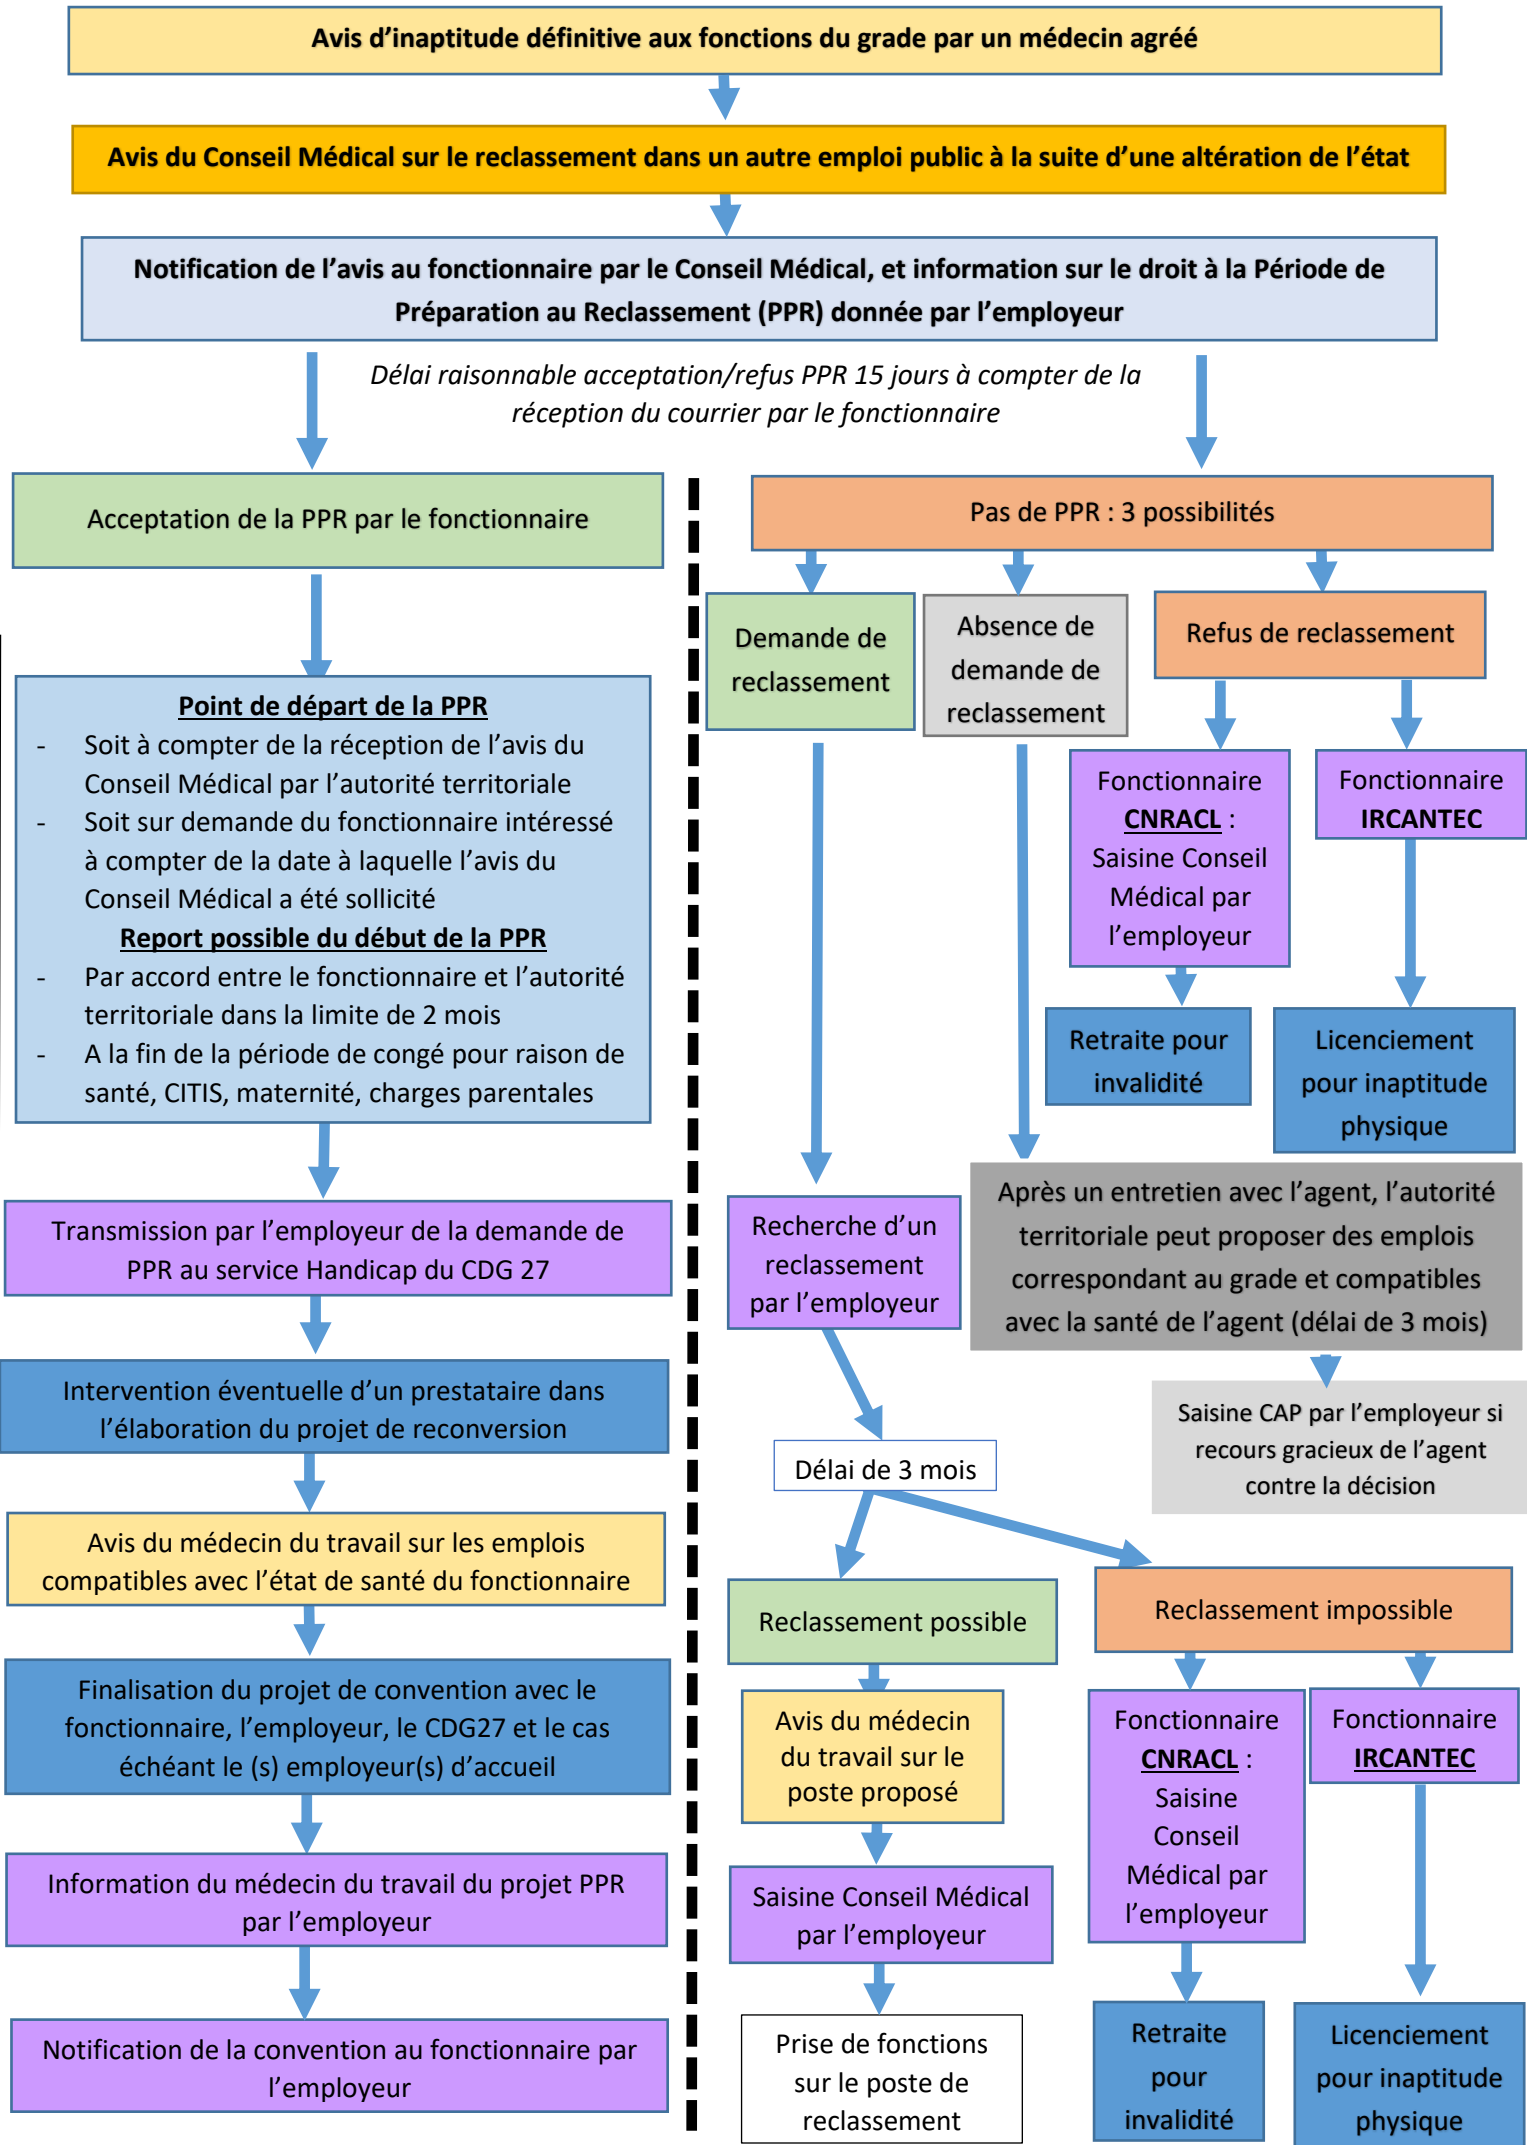 Avis d’inaptitude définitive aux fonctions du grade par un médecin agréé
Avis du Conseil Médical sur le reclassement dans un autre emploi public à la suite d’une altération de l’état
Notification de l’avis au fonctionnaire par le Conseil Médical, et information sur le droit à la Période de
Préparation au Reclassement (PPR) donnée par l’employeur
Délai raisonnable acceptation/refus PPR 15 jours à compter de la
réception du courrier par le fonctionnaire
Acceptation de la PPR par le fonctionnaire
Point de départ de la PPR
- Soit à compter de la réception de l’avis du
Conseil Médical par l’autorité territoriale
- Soit sur demande du fonctionnaire intéressé
à compter de la date à laquelle l’avis du
Conseil Médical a été sollicité
Report possible du début de la PPR
- Par accord entre le fonctionnaire et l’autorité
territoriale dans la limite de 2 mois
- A la fin de la période de congé pour raison de
santé, CITIS, maternité, charges parentales
Transmission par l’employeur de la demande de
PPR au service Handicap du CDG 27
Intervention éventuelle d’un prestataire dans
l’élaboration du projet de reconversion
Avis du médecin du travail sur les emplois
compatibles avec l’état de santé du fonctionnaire
Finalisation du projet de convention avec le
fonctionnaire, l’employeur, le CDG27 et le cas
échéant le (s) employeur(s) d’accueil
Information du médecin du travail du projet PPR
par l’employeur
Notification de la convention au fonctionnaire par
l’employeur
Pas de PPR : 3 possibilités
Demande de
reclassement
Absence de
demande de
reclassement
Refus de reclassement
Fonctionnaire
CNRACL :
Saisine Conseil
Médical par
l’employeur
Fonctionnaire
IRCANTEC
Retraite pour
invalidité
Licenciement
pour inaptitude
physique
Recherche d’un
reclassement
par l’employeur
Après un entretien avec l’agent, l’autorité
territoriale peut proposer des emplois
correspondant au grade et compatibles
avec la santé de l’agent (délai de 3 mois)
Saisine CAP par l’employeur si
recours gracieux de l’agent
contre la décision
Délai de 3 mois
Reclassement possible
Reclassement impossible
Avis du médecin
du travail sur le
poste proposé
Fonctionnaire
CNRACL :
Saisine
Conseil
Médical par
l’employeur
Fonctionnaire
IRCANTEC
Saisine Conseil Médical
par l’employeur
Prise de fonctions
sur le poste de
reclassement
Retraite
pour
invalidité
Licenciement
pour inaptitude
physique